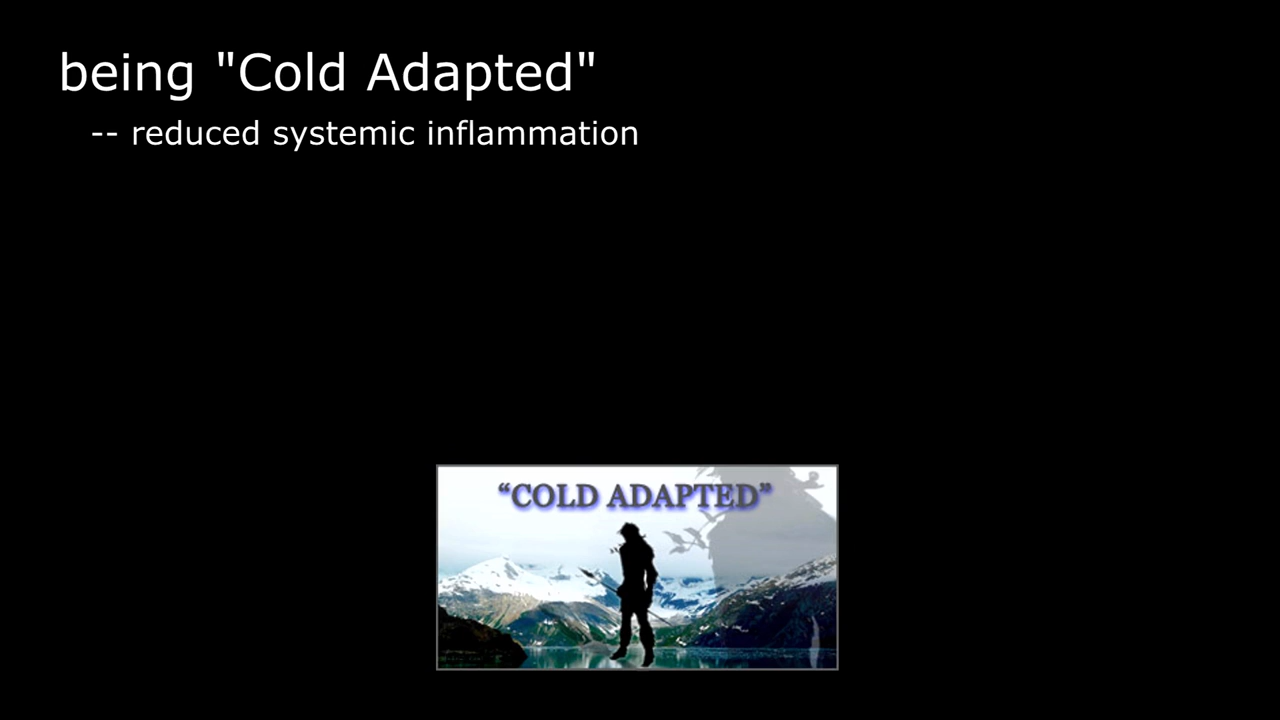 being "Cold Adapted"
-- reduced systemic inflammation
“COLD ADAPTED”